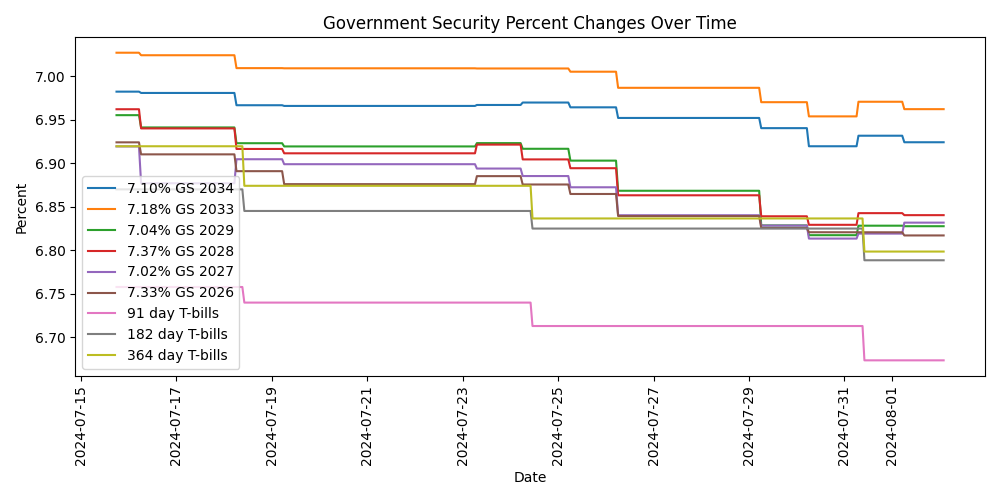 Government Security Percent Changes Over Time
Percent
7.00
6.95
6.90
6.85
6.80
6.75
6.70
7.10% GS 2034
7.18% GS 2033
7.04% GS 2029
7.37% GS 2028
7.02% GS 2027
7.33% GS 2026
91 day T-bills
182 day T-bills
364 day T-bills
2024-07-15
2024-07-17
2024-07-19
2024-07-21
2024-07-23
2024-07-25
2024-07-27
2024-07-29
2024-07-31
2024-08-01
Date